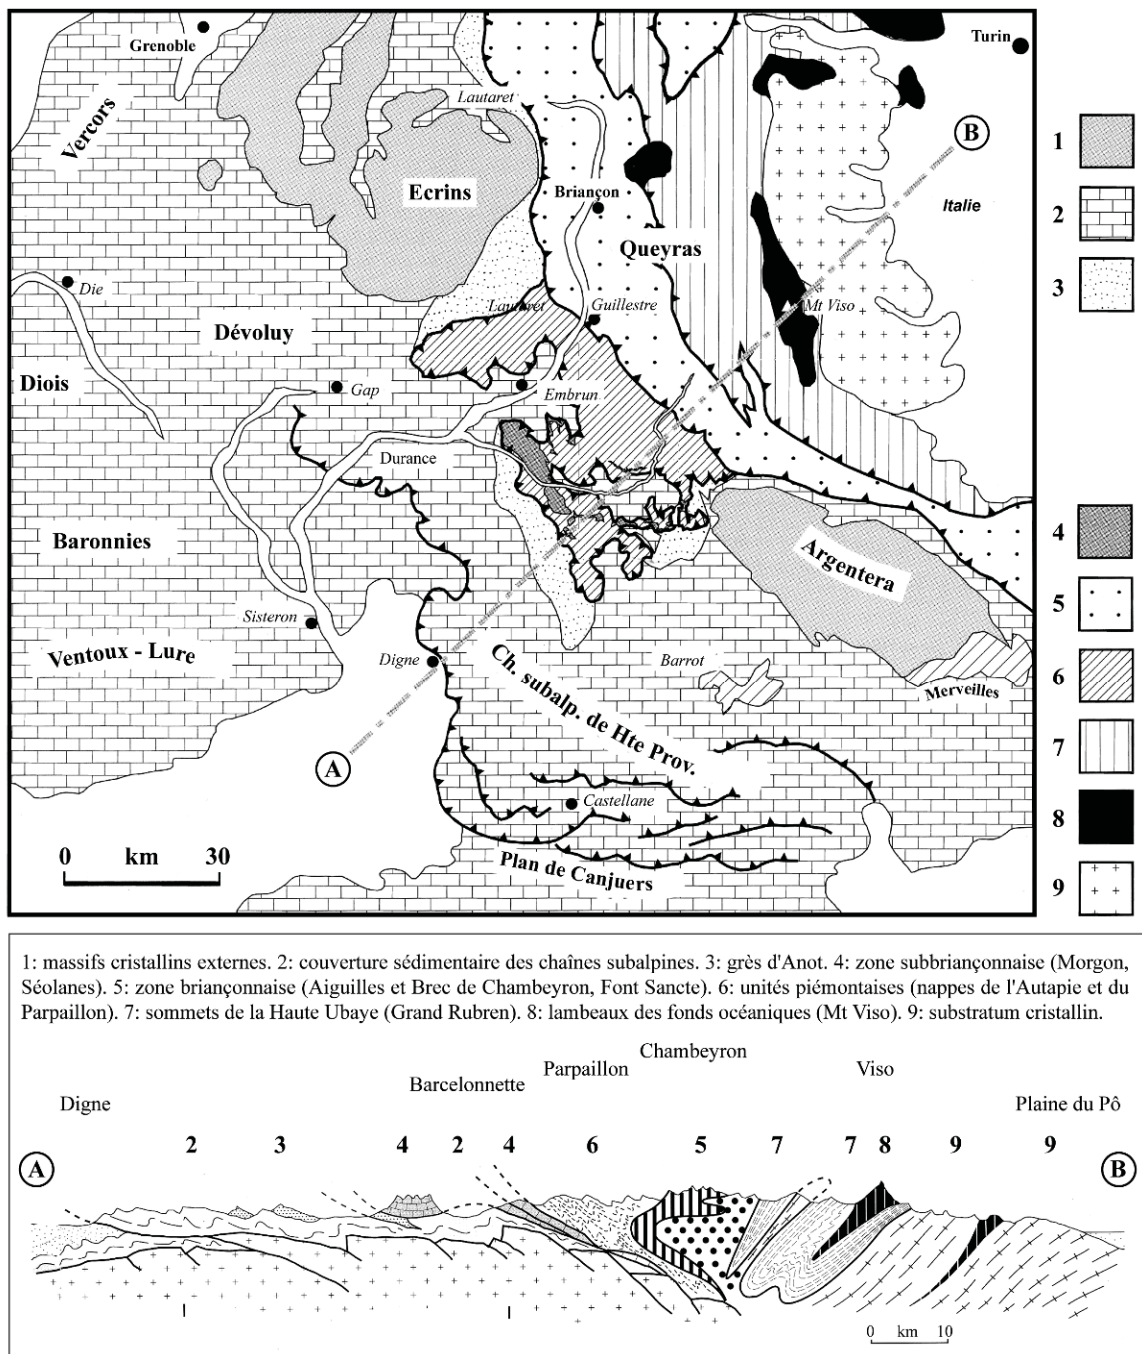 Grenoble
Turin
Vercors
Lautaret
B
1
Ecrins
Briançon
Italie
2
Queyras
Die
Lautaret
Guillestre
Mt Viso
3
Dévoluy
Diois
Gap
Embrun
Durance
Baronnies
Argentera
4
Sisteron
5
Ventoux - Lure
Digne
Ch. subalp. de Hte Prov.
Barrot
Merveilles
6
A
7
Castellane
8
0 km 30
Plan de Canjuers
9
1: massifs cristallins externes. 2: couverture sédimentaire des chaînes subalpines. 3: grès d'Anot. 4: zone subbriançonnaise (Morgon,
Séolanes). 5: zone briançonnaise (Aiguilles et Brec de Chambeyron, Font Sancte). 6: unités piémontaises (nappes de l'Autapie et du
Parpaillon). 7: sommets de la Haute Ubaye (Grand Rubren). 8: lambeaux des fonds océaniques (Mt Viso). 9: substratum cristallin.
Chambeyron
Parpaillon
Viso
Barcelonnette
Digne
Plaine du Pô
2 3 4 2 4 6 5 7 7 8 9 9
A
B
0 km 10